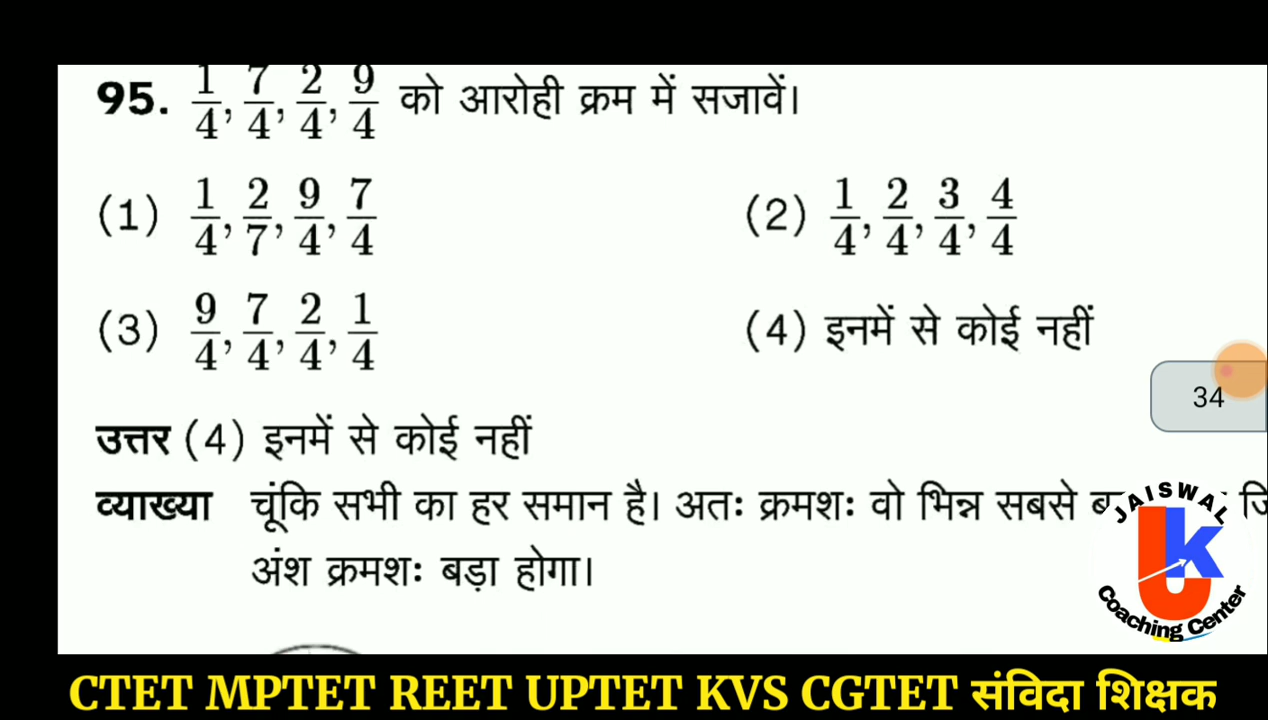 95. 1/4, 7/4, 2/4, 9/4 को आरोही क्रम में सजावें।
(1) 1/4, 2/7, 9/4, 7/4
(2) 1/4, 2/4, 3/4, 4/4
(3) 9/4, 7/4, 2/4, 1/4
(4) इनमें से कोई नहीं
34
उत्तर (4) इनमें से कोई नहीं
व्याख्या चूंकि सभी का हर समान है। अतः क्रमशः वो भिन्न सबसे
अंश क्रमशः बड़ा होगा।
JAISWAL
UK
Coaching Center
CTET MPTET REET UPTET KVS CGTET संविदा शिक्षक